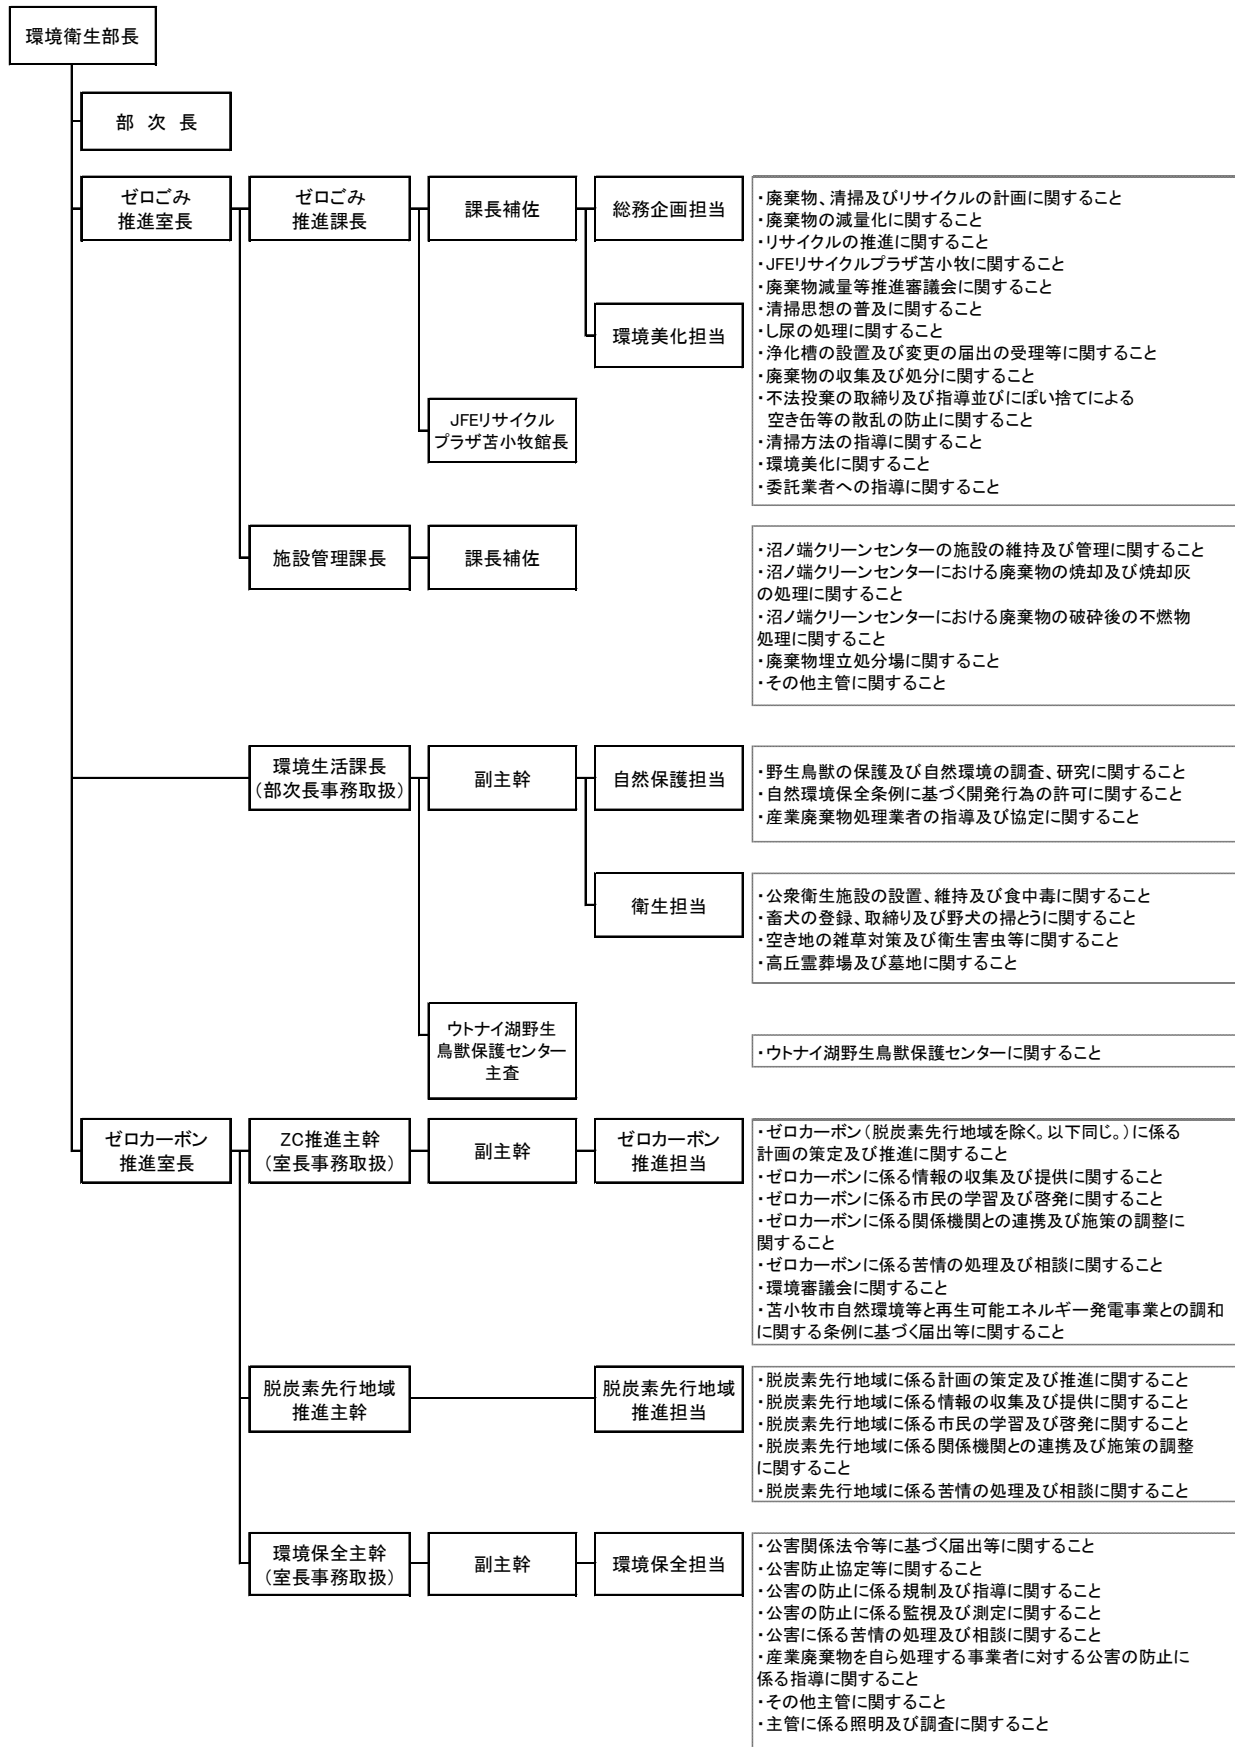 環境衛生部長
部 次 長
ゼロごみ
推進室長
ゼロごみ
推進課長
課長補佐
総務企画担当
・廃棄物、清掃及びリサイクルの計画に関すること
・廃棄物の減量化に関すること
・リサイクルの推進に関すること
・JFEリサイクルプラザ苫小牧に関すること
・廃棄物減量等推進審議会に関すること
・清掃思想の普及に関すること
・し尿の処理に関すること
・浄化槽の設置及び変更の届出の受理等に関すること
・廃棄物の収集及び処分に関すること
・不法投棄の取締り及び指導並びにぽい捨てによる
空き缶等の散乱の防止に関すること
・清掃方法の指導に関すること
・環境美化に関すること
・委託業者への指導に関すること
環境美化担当
JFEリサイクル
プラザ苫小牧館長
施設管理課長
課長補佐
・沼ノ端クリーンセンターの施設の維持及び管理に関すること
・沼ノ端クリーンセンターにおける廃棄物の焼却及び焼却灰
の処理に関すること
・沼ノ端クリーンセンターにおける廃棄物の破砕後の不燃物
処理に関すること
・廃棄物埋立処分場に関すること
・その他主管に関すること
環境生活課長
(部次長事務取扱)
副主幹
自然保護担当
・野生鳥獣の保護及び自然環境の調査、研究に関すること
・自然環境保全条例に基づく開発行為の許可に関すること
・産業廃棄物処理業者の指導及び協定に関すること
衛生担当
・公衆衛生施設の設置、維持及び食中毒に関すること
・畜犬の登録、取締り及び野犬の掃とうに関すること
・空き地の雑草対策及び衛生害虫等に関すること
・高丘霊葬場及び墓地に関すること
ウトナイ湖野生
鳥獣保護センター
主査
・ウトナイ湖野生鳥獣保護センターに関すること
ゼロカーボン
推進室長
ZC推進主幹
(室長事務取扱)
副主幹
ゼロカーボン
推進担当
・ゼロカーボン(脱炭素先行地域を除く。以下同じ。)に係る
計画の策定及び推進に関すること
・ゼロカーボンに係る情報の収集及び提供に関すること
・ゼロカーボンに係る市民の学習及び啓発に関すること
・ゼロカーボンに係る関係機関との連携及び施策の調整に
関すること
・ゼロカーボンに係る苦情の処理及び相談に関すること
・環境審議会に関すること
・苫小牧市自然環境等と再生可能エネルギー発電事業との調和
に関する条例に基づく届出等に関すること
脱炭素先行地域
推進主幹
脱炭素先行地域
推進担当
・脱炭素先行地域に係る計画の策定及び推進に関すること
・脱炭素先行地域に係る情報の収集及び提供に関すること
・脱炭素先行地域に係る市民の学習及び啓発に関すること
・脱炭素先行地域に係る関係機関との連携及び施策の調整
に関すること
・脱炭素先行地域に係る苦情の処理及び相談に関すること
環境保全主幹
(室長事務取扱)
副主幹
環境保全担当
・公害関係法令等に基づく届出等に関すること
・公害防止協定等に関すること
・公害の防止に係る規制及び指導に関すること
・公害の防止に係る監視及び測定に関すること
・公害に係る苦情の処理及び相談に関すること
・産業廃棄物を自ら処理する事業者に対する公害の防止に
係る指導に関すること
・その他主管に関すること
・主管に係る照明及び調査に関すること